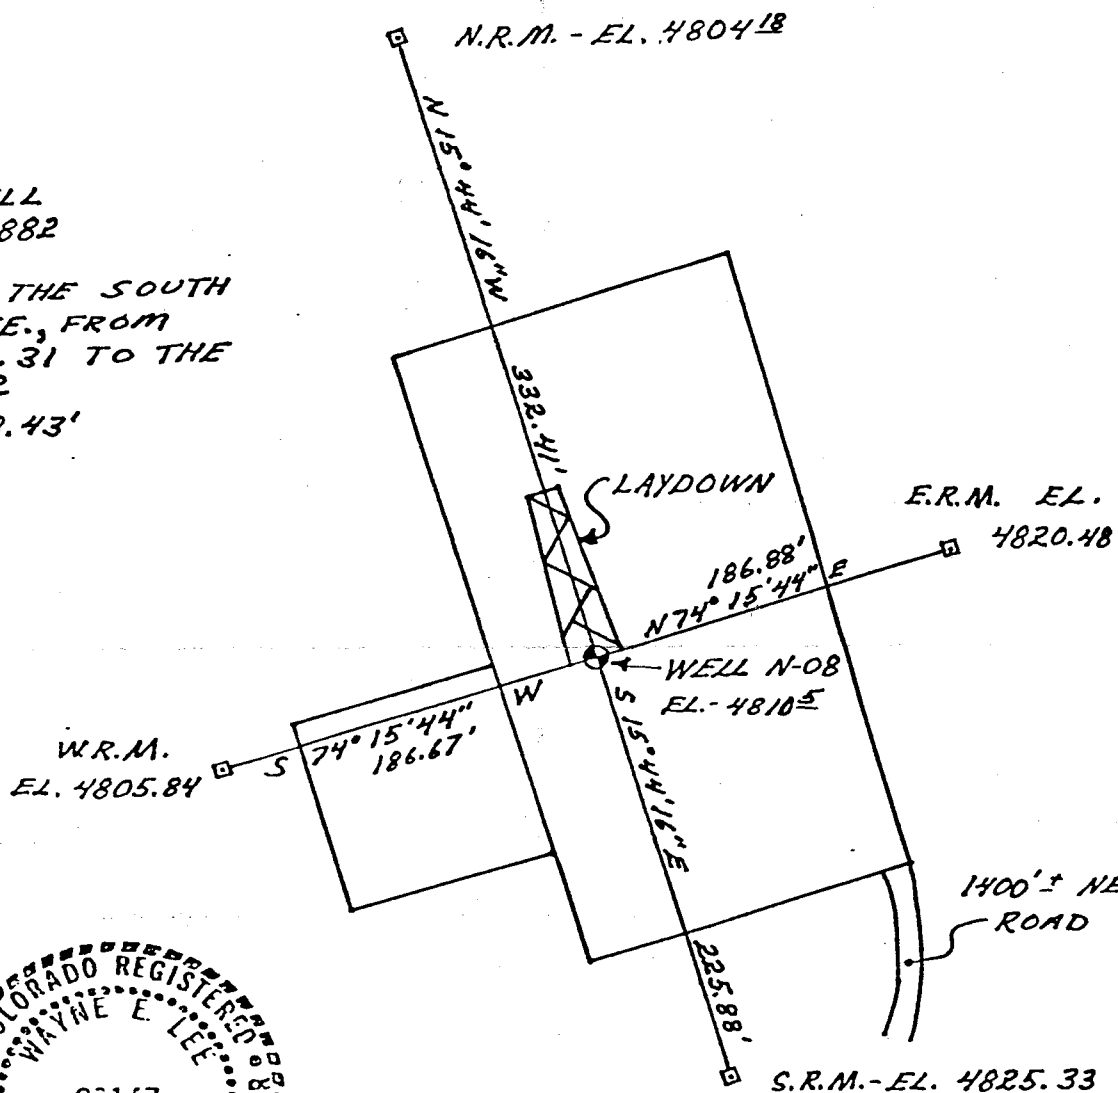 N.R.M. - EL. 4804 18
N 15° 44' 16" W
882
THE SOUTH
E., FROM
.31 TO THE
.43'
332.41'
LAYDOWN
E.R.M. EL.
4820.48
186.88'
N 74° 15' 44" E
WELL N-08
EL.- 4810 5
W.R.M.
EL. 4805.84
S 74° 15' 44" W
186.67'
S 15° 44' 16" E
1400' ± NE
ROAD
225.88'
S.R.M.-EL. 4825.33
COLORADO REGISTERED
WAYNE E. LEE